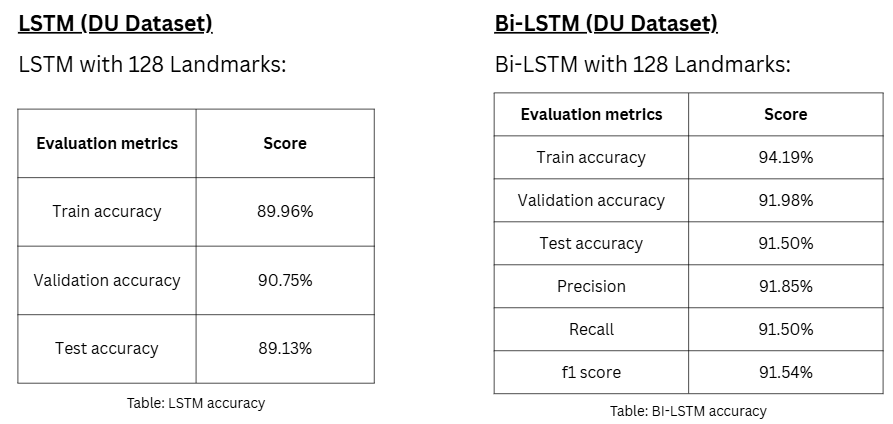 LSTM (DU Dataset)
LSTM with 128 Landmarks:
Evaluation metrics Score
Train accuracy 89.96%
Validation accuracy 90.75%
Test accuracy 89.13%
Table: LSTM accuracy
Bi-LSTM (DU Dataset)
Bi-LSTM with 128 Landmarks:
Evaluation metrics Score
Train accuracy 94.19%
Validation accuracy 91.98%
Test accuracy 91.50%
Precision 91.85%
Recall 91.50%
f1 score 91.54%
Table: BI-LSTM accuracy